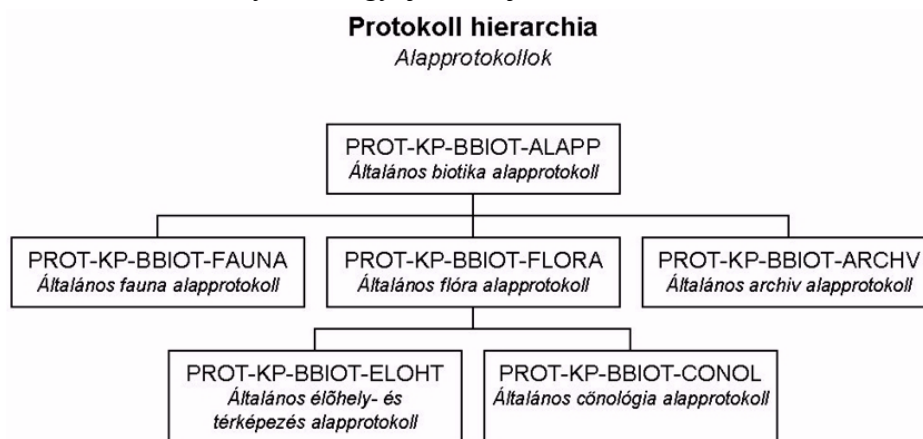 Protokoll hierarchia
Alapprotokollok
PROT-KP-BBIOT-ALAPP
Általános biotika alapprotokoll
PROT-KP-BBIOT-FAUNA
Általános fauna alapprotokoll
PROT-KP-BBIOT-FLORA
Általános flóra alapprotokoll
PROT-KP-BBIOT-ARCHV
Általános archiv alapprotokoll
PROT-KP-BBIOT-ELOHT
Általános élõhely- és
térképezés alapprotokoll
PROT-KP-BBIOT-CONOL
Általános cönológia alapprotokoll